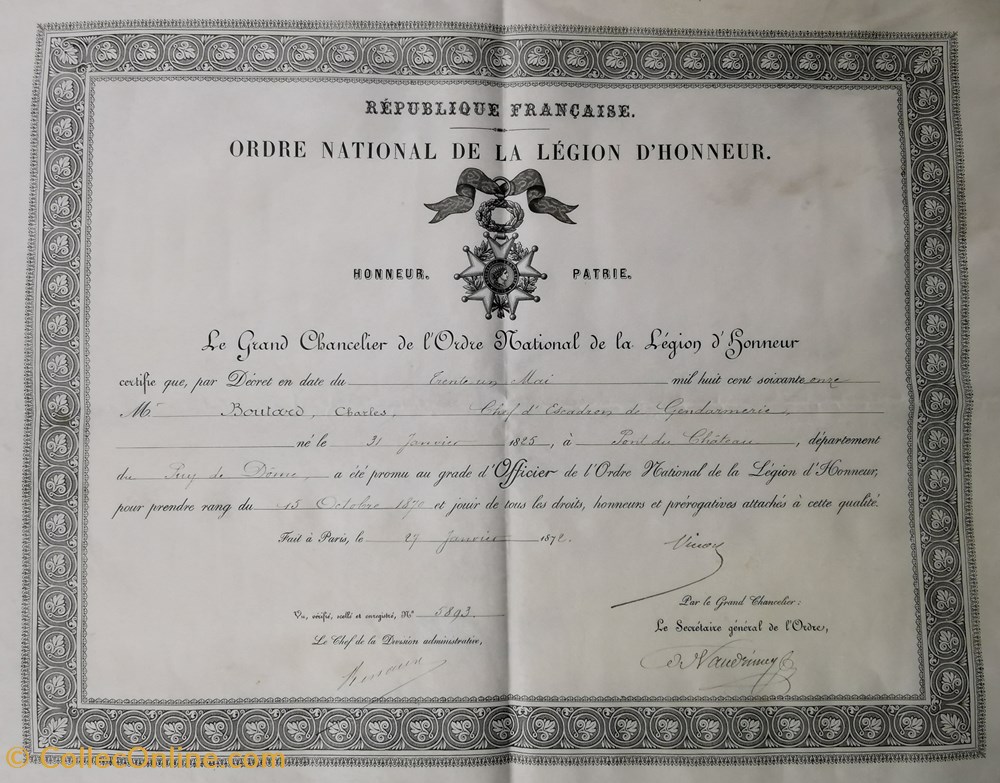 RÉPUBLIQUE FRANÇAISE.
ORDRE NATIONAL DE LA LÉGION D'HONNEUR.
HONNEUR. PATRIE.
Le Grand Chancelier de l'Ordre National de la Légion d'Honneur
certifie que, par Décret en date du trente un Mai mil huit cent soixante onze
M. Boutard, Charles, Chef d'Escadron de Gendarmerie,
né le 31 Janvier 1825, à Pont du Château, département
du Puy de Dôme, a été promu au grade d'Officier de l'Ordre National de la Légion d'Honneur,
pour prendre rang du 15 Octobre 1870 et jouir de tous les droits, honneurs et prérogatives attachés à cette qualité.
Fait à Paris, le 27 Janvier 1872.
Vinoy
Vu, vérifié, scellé et enregistré, N° 5893.
Par le Grand Chancelier:
Le Chef de la Division administrative,
Le Secrétaire général de l'Ordre,
© CollecOnline.com